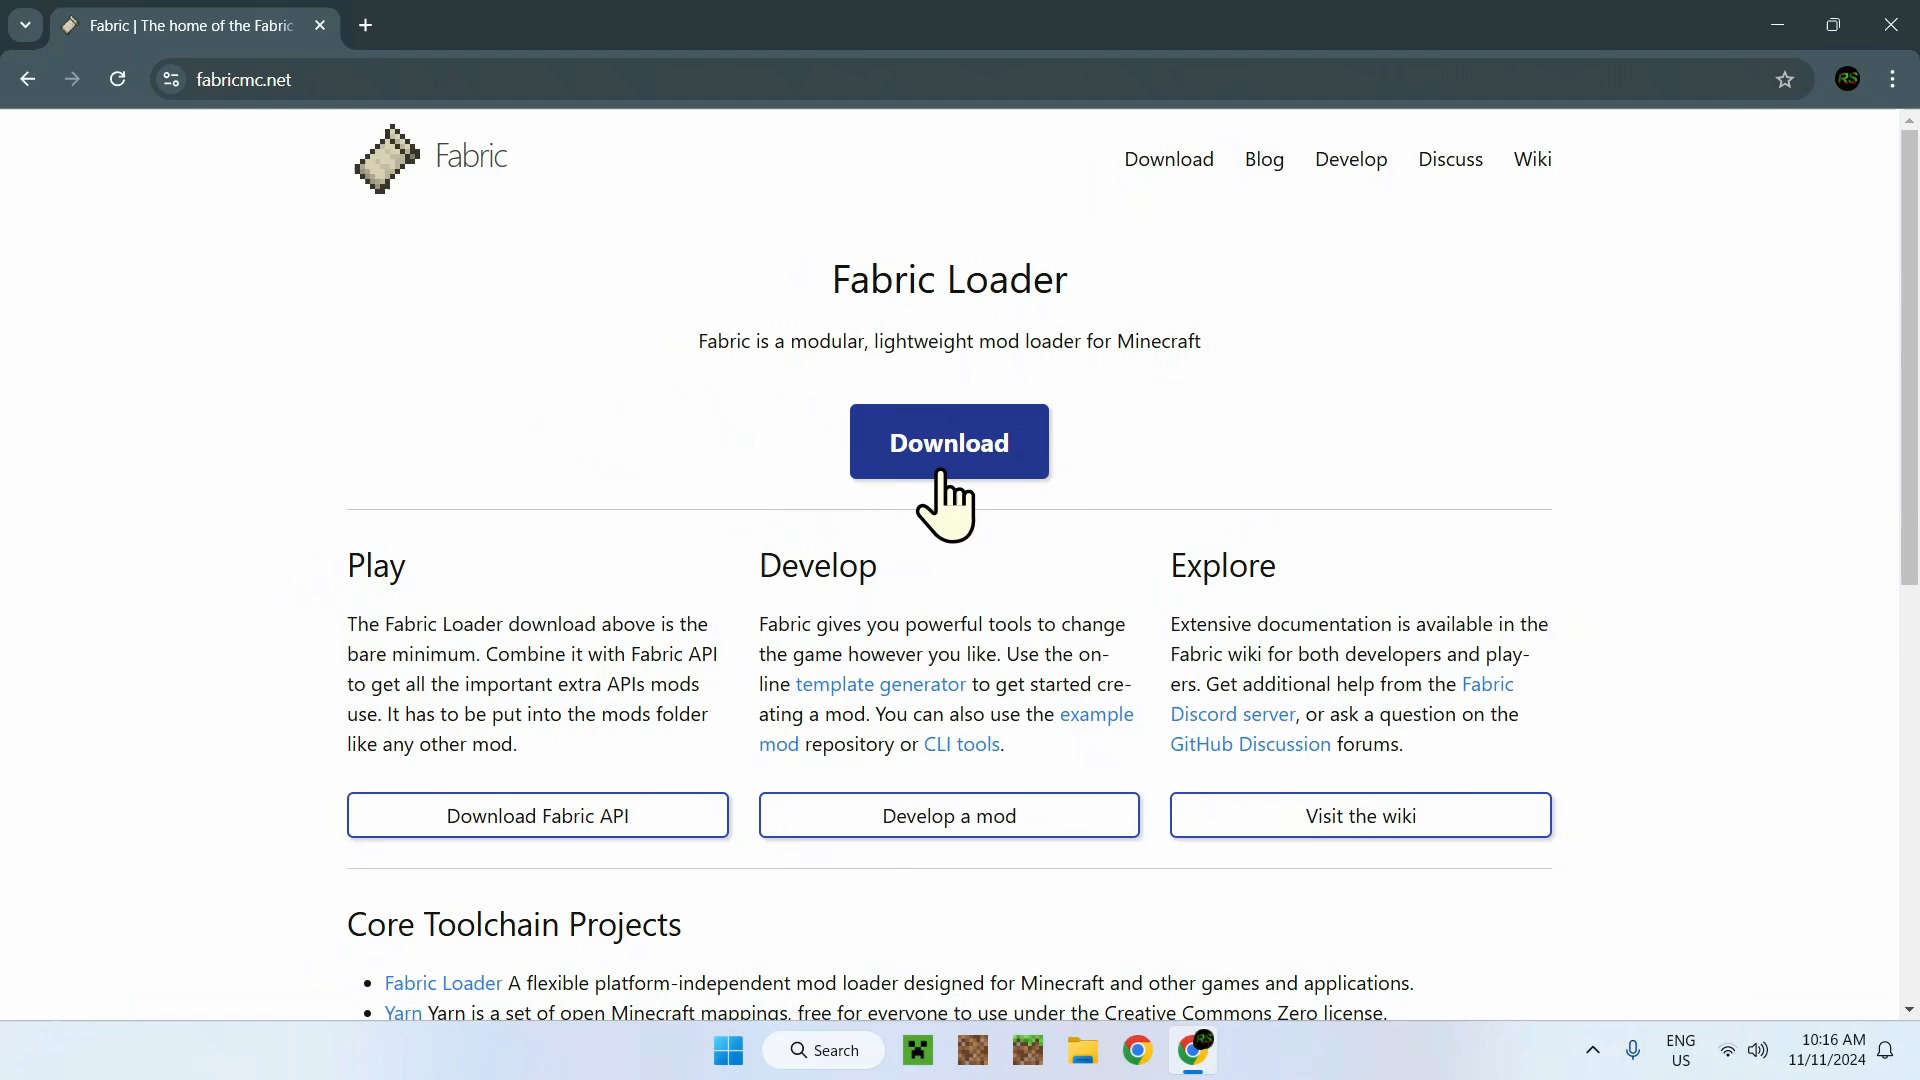 Fabric | The home of the Fabric
fabricmc.net
RS
Fabric
Download
Blog
Develop
Discuss
Wiki
Fabric Loader
Fabric is a modular, lightweight mod loader for Minecraft
Download
Play
The Fabric Loader download above is the
bare minimum. Combine it with Fabric API
to get all the important extra APIs mods
use. It has to be put into the mods folder
like any other mod.
Download Fabric API
Develop
Fabric gives you powerful tools to change
the game however you like. Use the on-
line template generator to get started cre-
ating a mod. You can also use the example
mod repository or CLI tools.
Develop a mod
Explore
Extensive documentation is available in the
Fabric wiki for both developers and play-
ers. Get additional help from the Fabric
Discord server, or ask a question on the
GitHub Discussion forums.
Visit the wiki
Core Toolchain Projects
Fabric Loader A flexible platform-independent mod loader designed for Minecraft and other games and applications.
Yarn Yarn is a set of open Minecraft mappings, free for everyone to use under the Creative Commons Zero license.
Search
RS
ENG
US
10:16 AM
11/11/2024